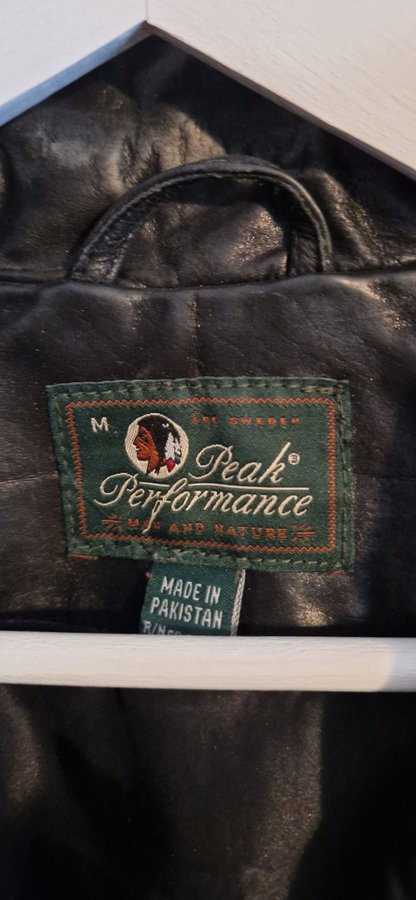 M.
SWEDEN
Peak®
Performance
MAN AND NATURE
MADE IN
PAKISTAN